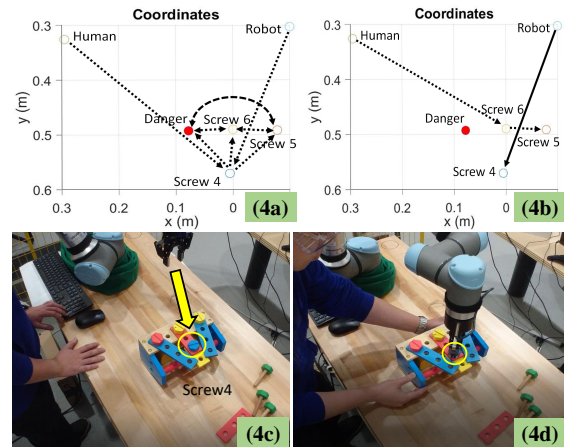 Coordinates
Human
Robot
Danger
Screw 6
Screw 5
Screw 4
0.3
0.4
0.5
0.6
y (m)
0.3
0.2
0.1
0
x (m)
(4a)
Coordinates
Human
Robot
Screw 6
Danger
Screw 5
Screw 4
0.3
0.4
0.5
0.6
y (m)
0.3
0.2
0.1
0
x (m)
(4b)
Screw4
(4c)
(4d)